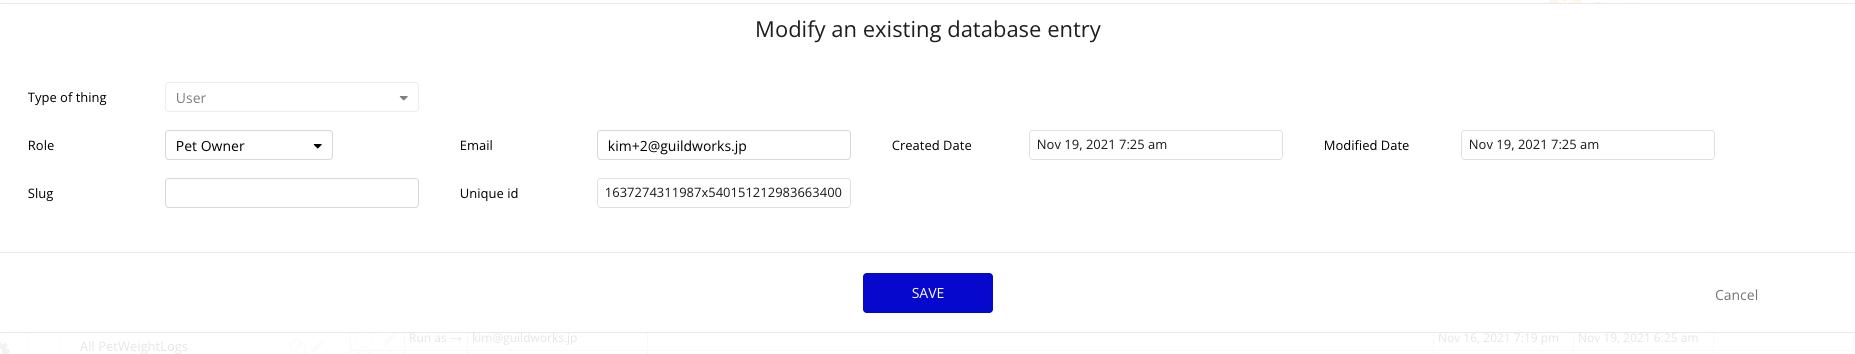 Modify an existing database entry
Type of thing User
Role Pet Owner Email kim+2@guildworks.jp Created Date Nov 19, 2021 7:25 am Modified Date Nov 19, 2021 7:25 am
Slug Unique id 1637274311987x540151212983663400
SAVE
Cancel
All PetWeightLogs Run as → kim@guildworks.jp Nov 16, 2021 7:19 pm Nov 19, 2021 6:25 am